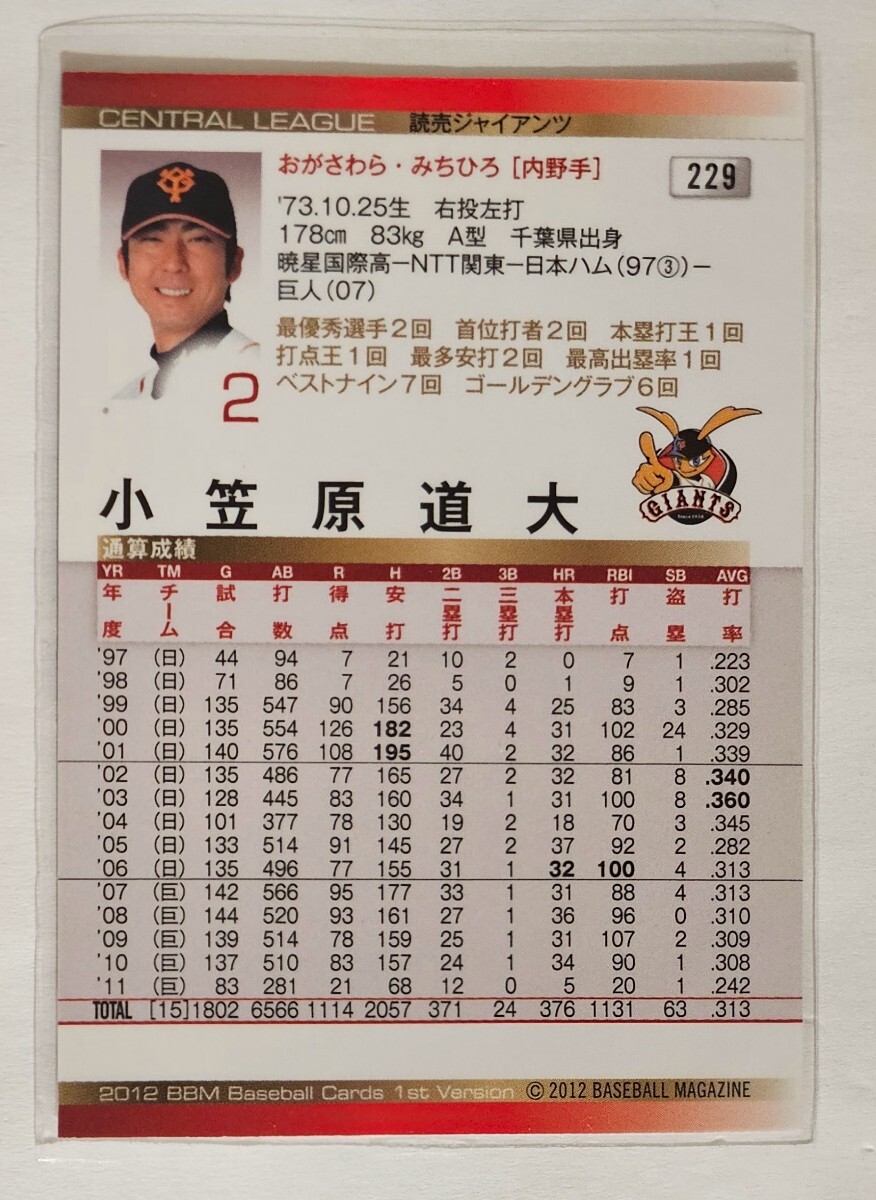 CENTRAL LEAGUE 読売ジャイアンツ
おがさわら・みちひろ [内野手]
229
'73.10.25生 右投左打
178cm 83kg A型 千葉県出身
暁星国際高ーNTT関東ー日本ハム(97③)ー
巨人(07)
最優秀選手2回 首位打者2回 本塁打王1回
打点王1回 最多安打2回 最高出塁率1回
ベストナイン7回 ゴールデングラブ6回
2
GIANTS
Since 1934
小笠原道大
通算成績
YR TM G AB R H 2B 3B HR RBI SB AVG
年度 チーム 試合 打数 得点 安打 二塁打 三塁打 本塁打 打点 盗塁 打率
'97 (日) 44 94 7 21 10 2 0 7 1 .223
'98 (日) 71 86 7 26 5 0 1 9 1 .302
'99 (日) 135 547 90 156 34 4 25 83 3 .285
'00 (日) 135 554 126 182 23 4 31 102 24 .329
'01 (日) 140 576 108 195 40 2 32 86 1 .339
'02 (日) 135 486 77 165 27 2 32 81 8 .340
'03 (日) 128 445 83 160 34 1 31 100 8 .360
'04 (日) 101 377 78 130 19 2 18 70 3 .345
'05 (日) 133 514 91 145 27 2 37 92 2 .282
'06 (日) 135 496 77 155 31 1 32 100 4 .313
'07 (巨) 142 566 95 177 33 1 31 88 4 .313
'08 (巨) 144 520 93 161 27 1 36 96 0 .310
'09 (巨) 139 514 78 159 25 1 31 107 2 .309
'10 (巨) 137 510 83 157 24 1 34 90 1 .308
'11 (巨) 83 281 21 68 12 0 5 20 1 .242
TOTAL [15] 1802 6566 1114 2057 371 24 376 1131 63 .313
2012 BBM Baseball Cards 1st Version © 2012 BASEBALL MAGAZINE